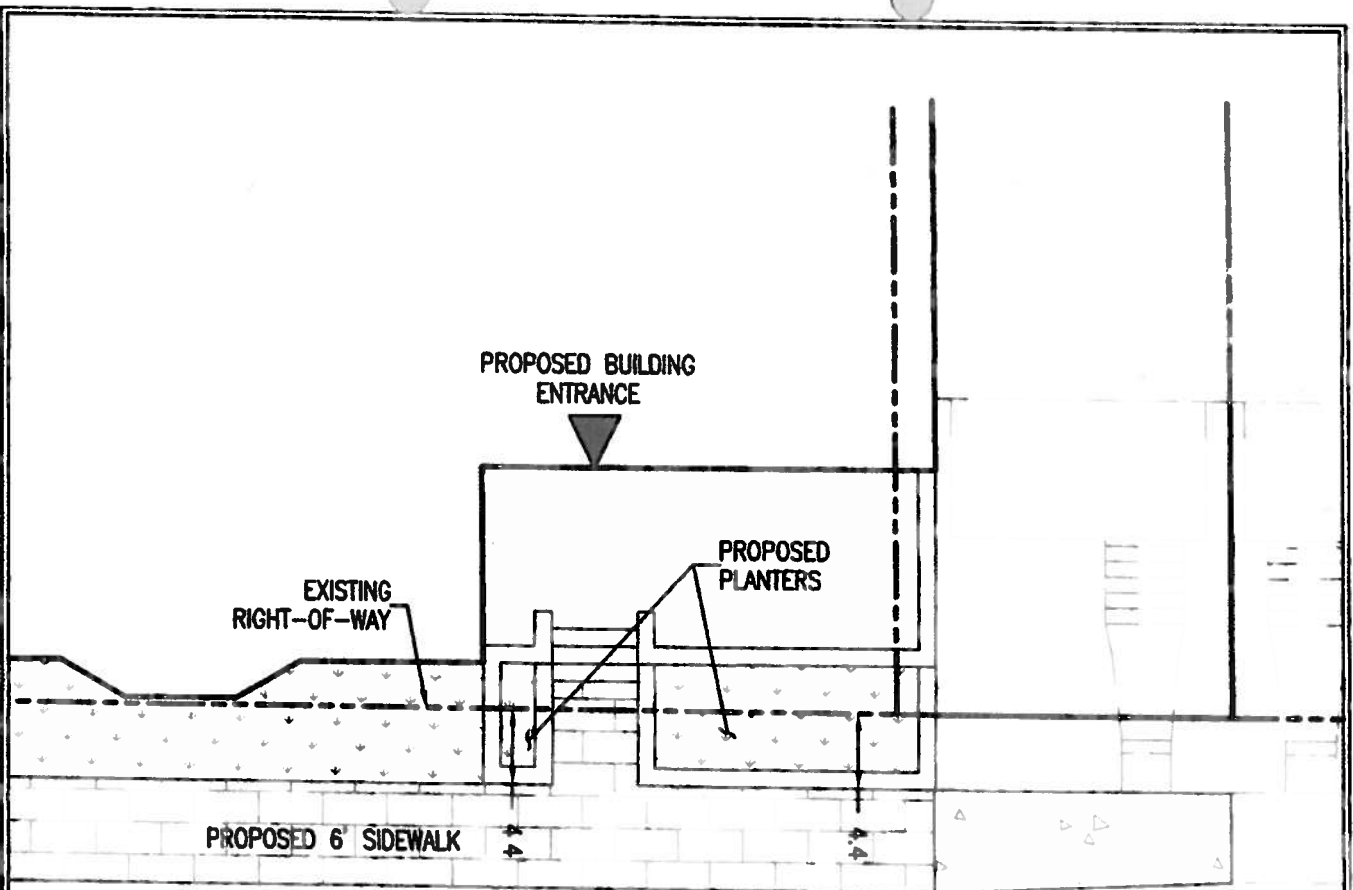 PROPOSED BUILDING
ENTRANCE
PROPOSED
PLANTERS
EXISTING
RIGHT-OF-WAY
PROPOSED 6' SIDEWALK
4.4
4.4